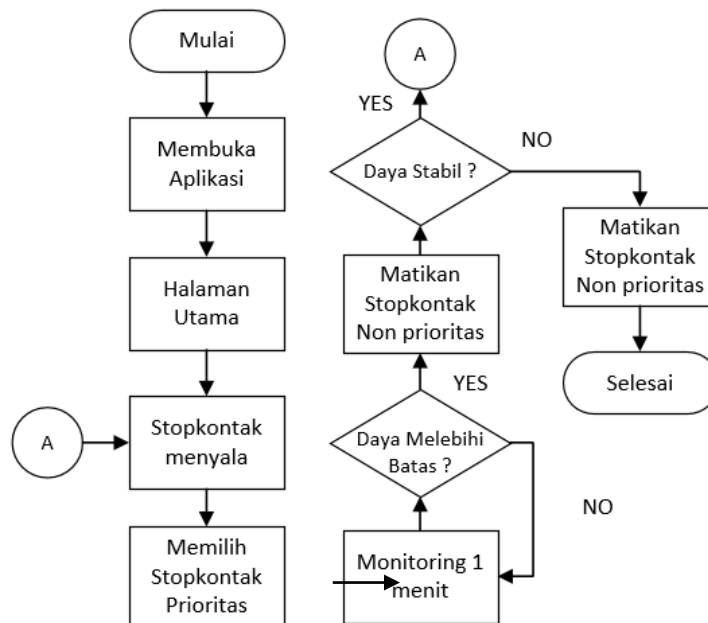 Mulai
Membuka
Aplikasi
Halaman
Utama
A
Stopkontak
menyala
Memilih
Stopkontak
Prioritas
Monitoring 1
menit
Daya Melebihi
Batas ?
NO
YES
Matikan
Stopkontak
Non prioritas
Daya Stabil ?
YES
A
NO
Matikan
Stopkontak
Non prioritas
Selesai